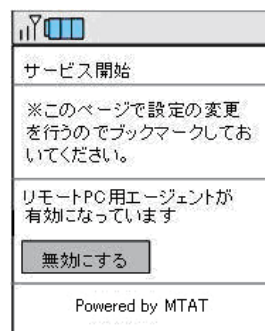 サービス開始
※このページで設定の変更
を行うのでブックマークしてお
いてください。
リモートPC用エージェントが
有効になっています
無効にする
Powered by MTAT